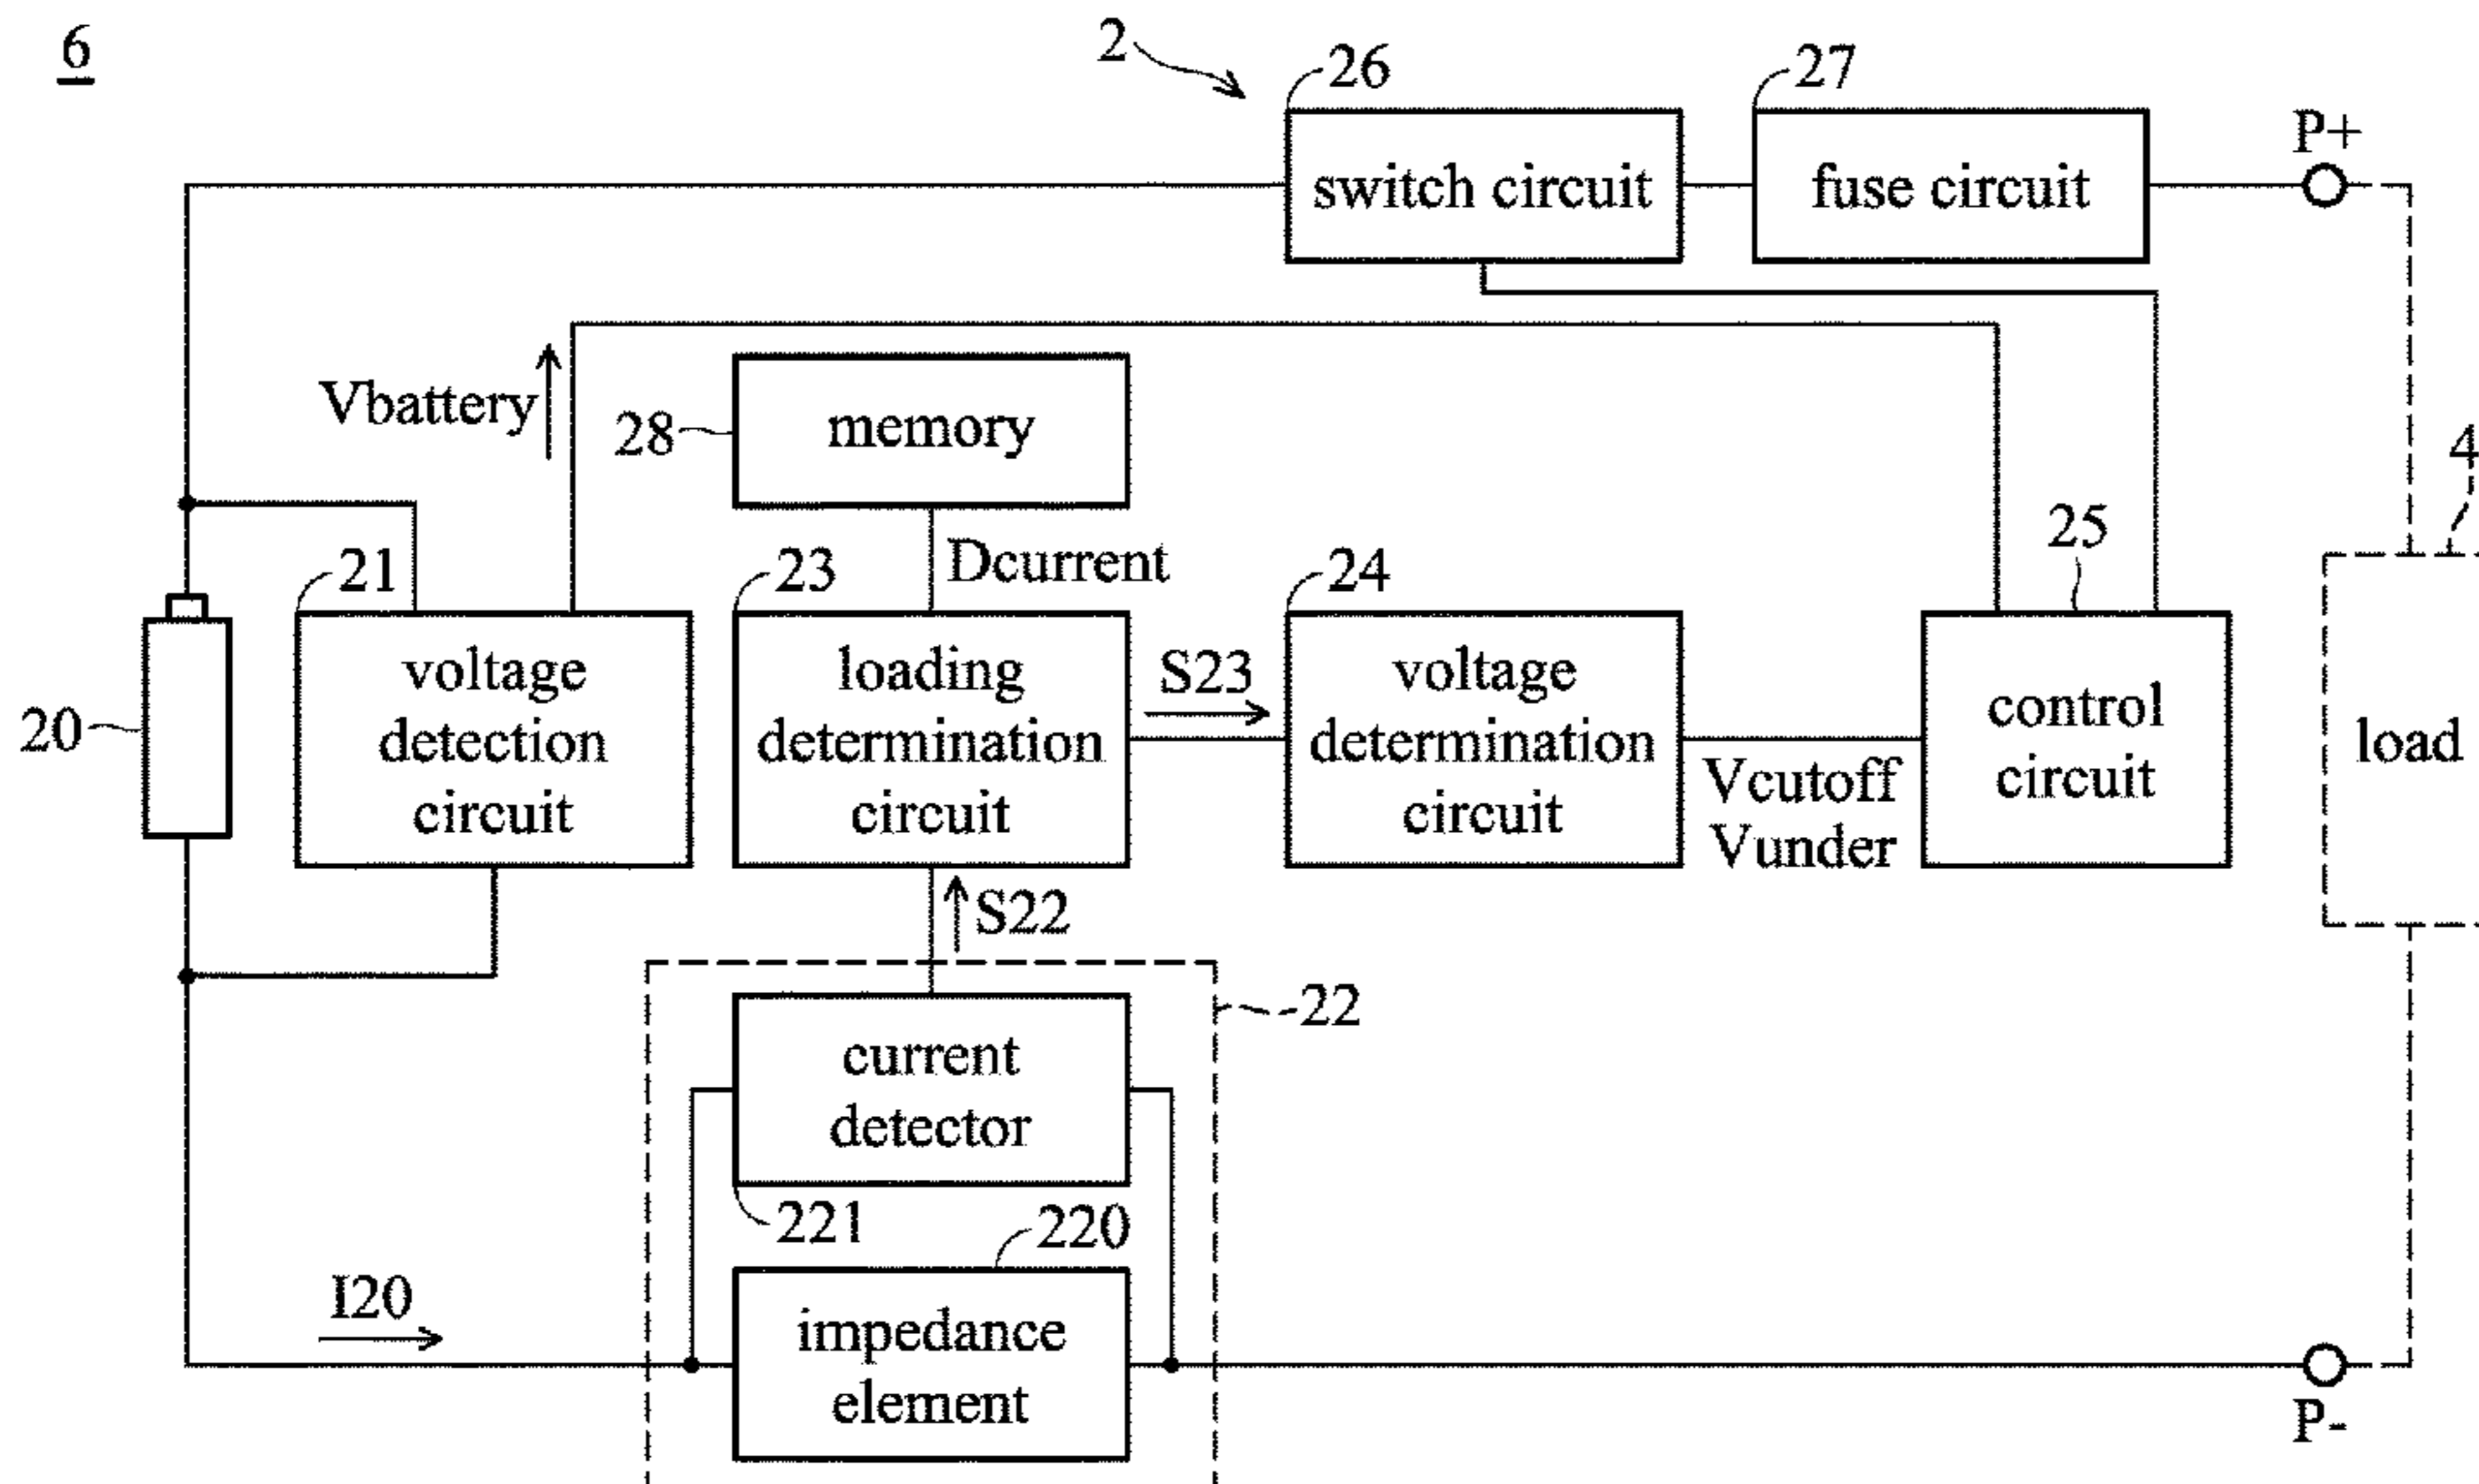 6
2
26
27
P+
switch circuit
fuse circuit
Vbattery
28
memory
4
Dcurrent
21
23
24
25
voltage
detection
circuit
loading
determination
circuit
S23
voltage
determination
circuit
Vcutoff
Vunder
control
circuit
load
20
S22
22
current
detector
221
220
I20
impedance
element
P-